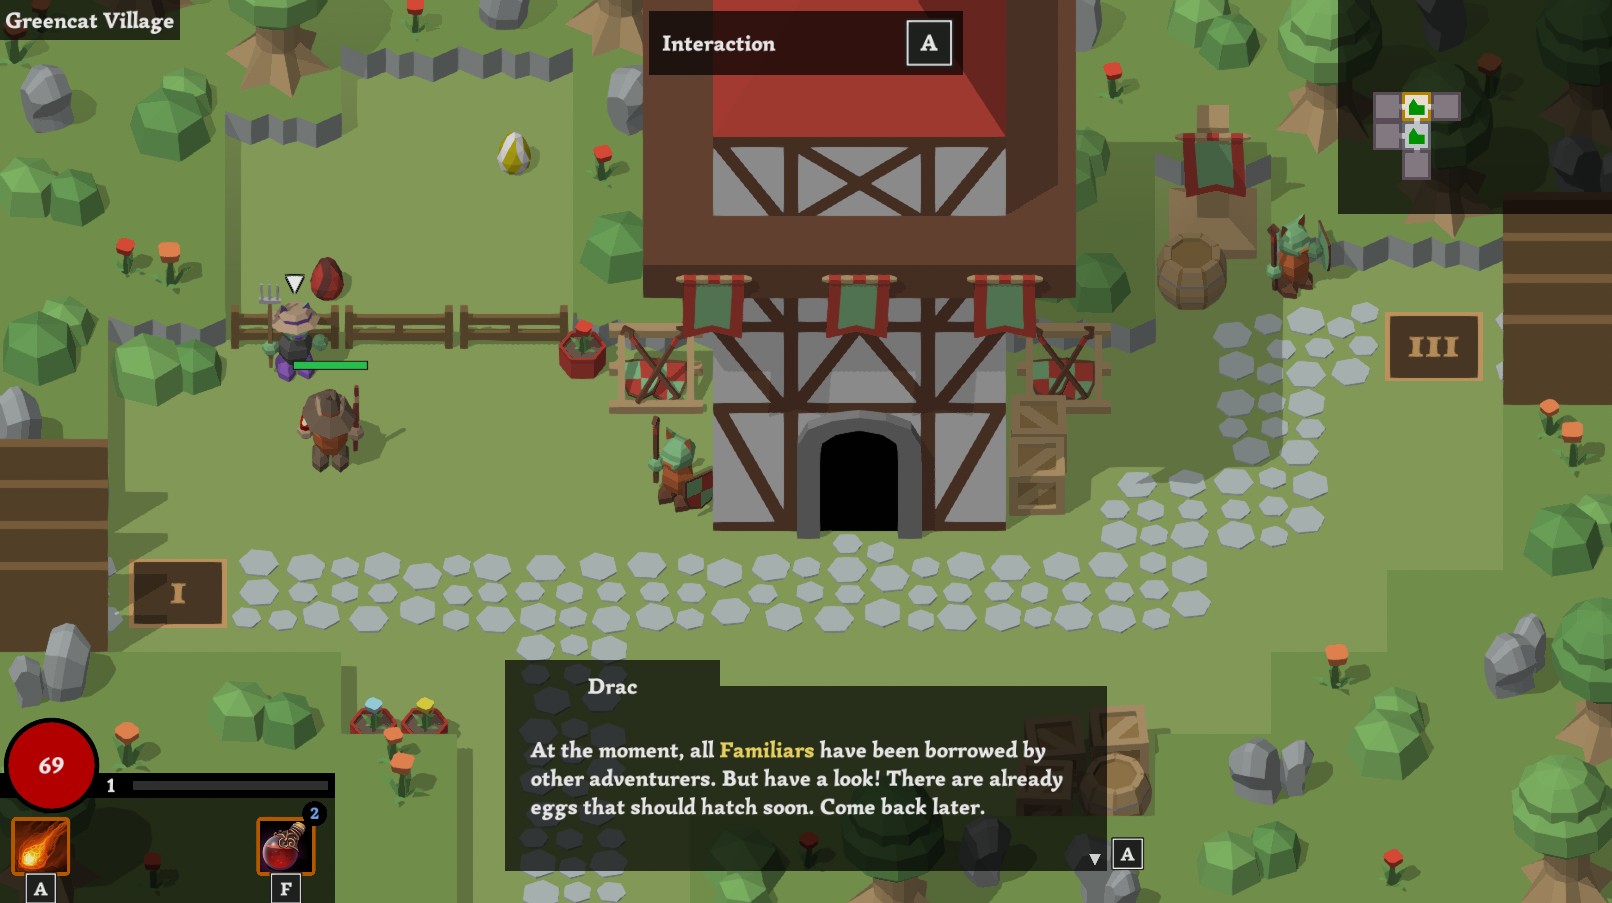 Greencat Village
Interaction A
III
I
Drac
At the moment, all Familiars have been borrowed by
other adventurers. But have a look! There are already
eggs that should hatch soon. Come back later.
A
69
1
2
A
F